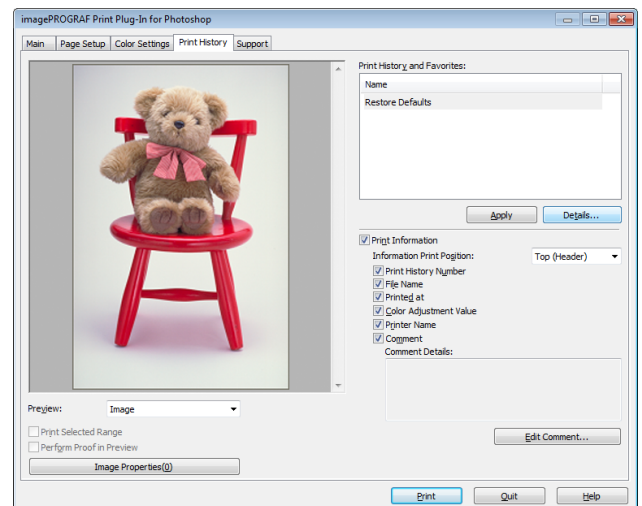 imagePROGRAF Print Plug-In for Photoshop
Main Page Setup Color Settings Print History Support
Print History and Favorites:
Name
Restore Defaults
Apply Details...
Print Information
Information Print Position: Top (Header)
Print History Number
File Name
Printed at
Color Adjustment Value
Printer Name
Comment
Comment Details:
Edit Comment...
Preview: Image
Print Selected Range
Perform Proof in Preview
Image Properties(0)
Print Quit Help